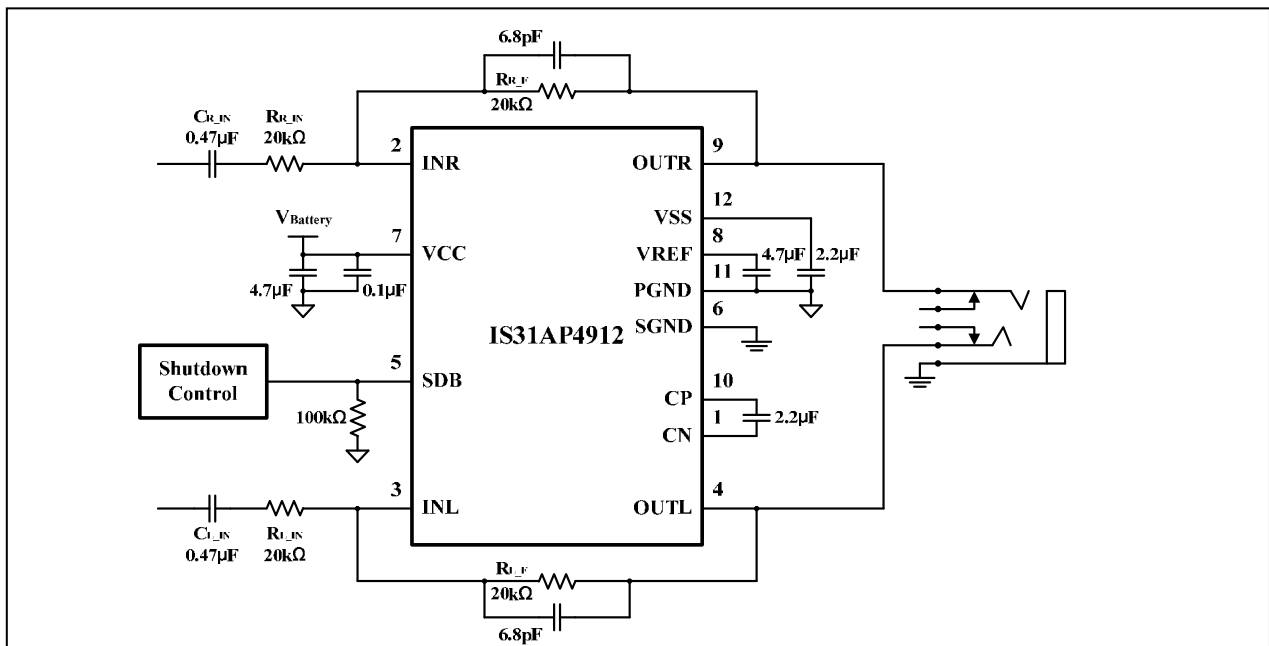 6.8pF
RR_F
20kΩ
CR_IN
0.47µF
RR_IN
20kΩ
2
INR
9
OUTR
12
VSS
VBattery
7
VCC
8
VREF
4.7µF
2.2µF
4.7µF
0.1µF
11
PGND
6
SGND
IS31AP4912
Shutdown
Control
5
SDB
100kΩ
10
CP
1
CN
2.2µF
3
INL
4
OUTL
CL_IN
0.47µF
RL_IN
20kΩ
RL_F
20kΩ
6.8pF